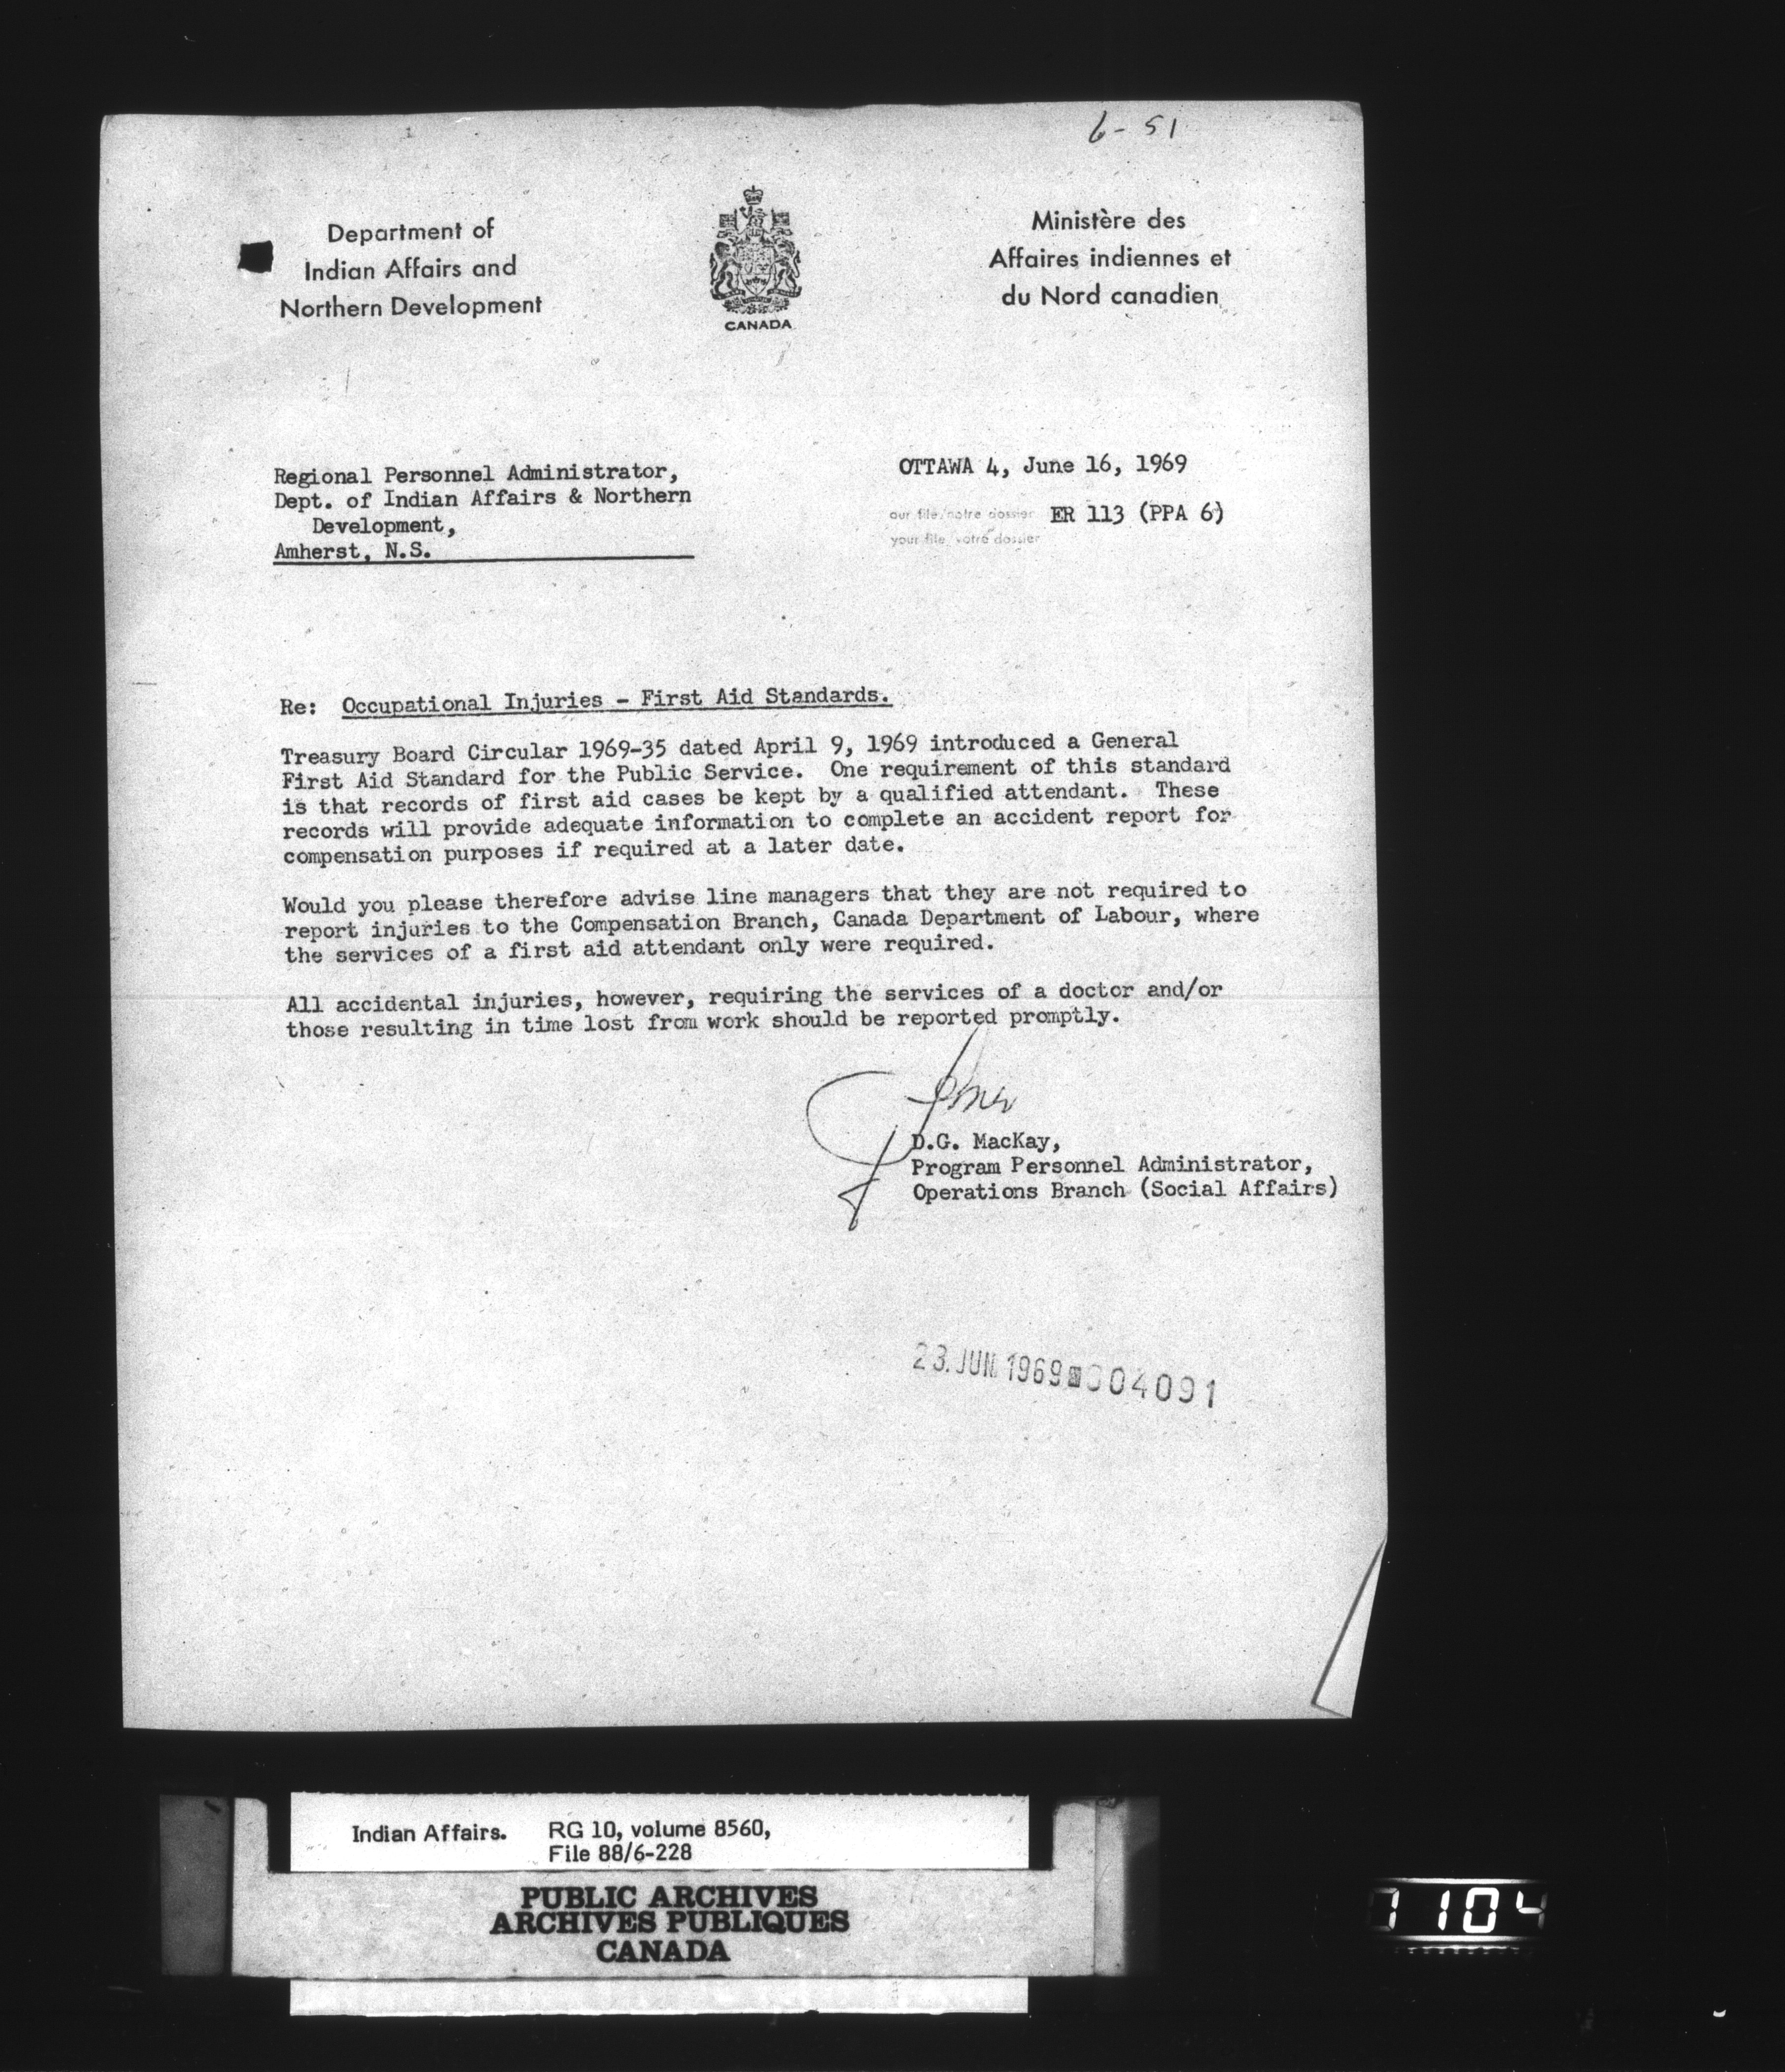 6-51
Department of
Indian Affairs and
Northern Development
CANADA
Ministère des
Affaires indiennes et
du Nord canadien
Regional Personnel Administrator,
Dept. of Indian Affairs & Northern
Development,
Amherst, N.S.
OTTAWA 4, June 16, 1969
our file/notre dossier ER 113 (PPA 6)
your file/votre dossier
Re: Occupational Injuries - First Aid Standards.
Treasury Board Circular 1969-35 dated April 9, 1969 introduced a General
First Aid Standard for the Public Service. One requirement of this standard
is that records of first aid cases be kept by a qualified attendant. These
records will provide adequate information to complete an accident report for
compensation purposes if required at a later date.
Would you please therefore advise line managers that they are not required to
report injuries to the Compensation Branch, Canada Department of Labour, where
the services of a first aid attendant only were required.
All accidental injuries, however, requiring the services of a doctor and/or
those resulting in time lost from work should be reported promptly.
D.G. MacKay,
Program Personnel Administrator,
Operations Branch (Social Affairs)
23.JUN.1969 004091
Indian Affairs. RG 10, volume 8560,
File 88/6-228
PUBLIC ARCHIVES
ARCHIVES PUBLIQUES
CANADA
1104